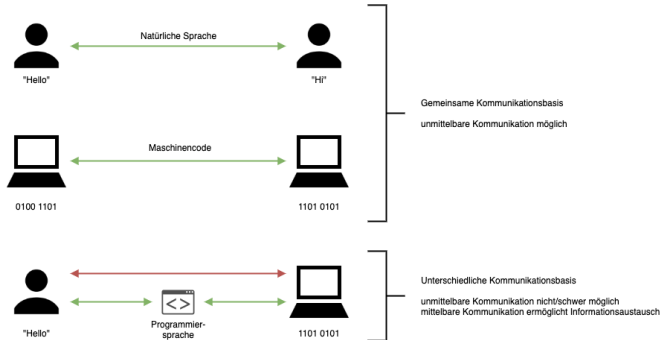 Natürliche Sprache
"Hello"
"Hi"
Gemeinsame Kommunikationsbasis
unmittelbare Kommunikation möglich
Maschinencode
0100 1101
1101 0101
Unterschiedliche Kommunikationsbasis
unmittelbare Kommunikation nicht/schwer möglich
mittelbare Kommunikation ermöglicht Informationsaustausch
<>
Programmier-
sprache
"Hello"
1101 0101